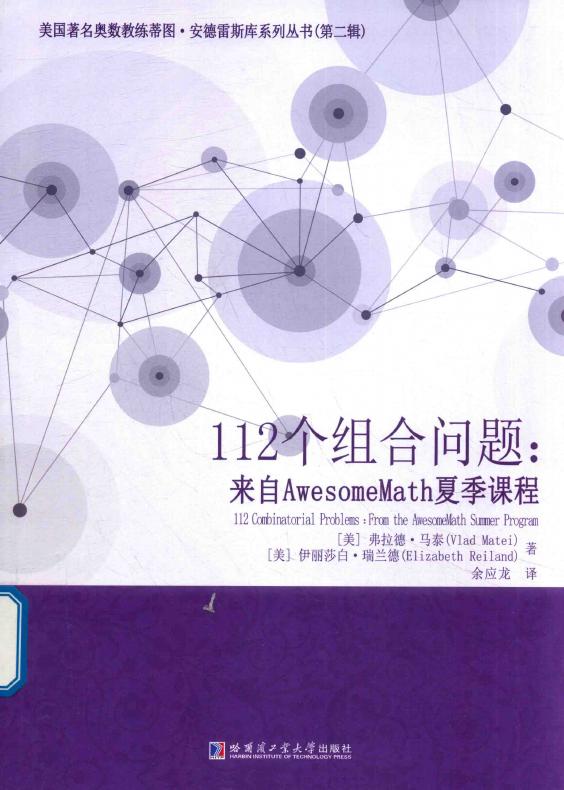 美国著名奥数教练蒂图·安德雷斯库系列丛书(第二辑)
112个组合问题:
来自AwesomeMath夏季课程
112 Combinatorial Problems:From the AwesomeMath Summer Program
[美] 弗拉德·马泰(Vlad Matei)
[美] 伊丽莎白·瑞兰德(Elizabeth Reiland) 著
余应龙 译
哈尔滨工业大学出版社
HARBIN INSTITUTE OF TECHNOLOGY PRESS